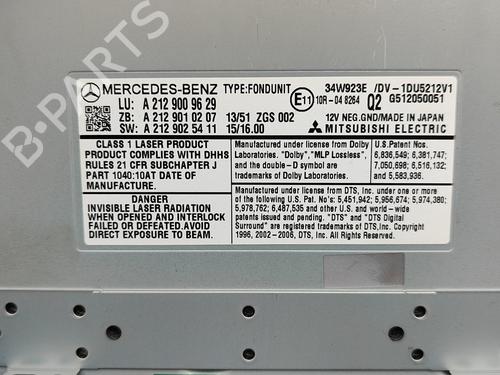 B-PARTS
MERCEDES-BENZ TYPE:FONDUNIT 34W923E /DV-1DU5212V1
LU: A 212 900 96 29 E11 10R-04 8264 Q2 G512050051
ZB: A 212 901 02 07 13/51 ZGS 002 12V NEG.GND/MADE IN JAPAN
SW: A 212 902 54 11 15/16.00 MITSUBISHI ELECTRIC
CLASS 1 LASER PRODUCT
PRODUCT COMPLIES WITH DHHS
RULES 21 CFR SUBCHAPTER J
PART 1040:10AT DATE OF
MANUFACTURE.
Manufactured under license from Dolby
Laboratories. "Dolby","MLP Lossless",
and the double-D symbol are
trademarks of Dolby Laboratories.
U.S.Patent Nos.
6,836,549; 6,381,747;
7,050,698; 6,516,132;
and 5,583,936.
DANGER
INVISIBLE LASER RADIATION
WHEN OPENED AND INTERLOCK
FAILED OR DEFEATED.AVOID
DIRECT EXPOSURE TO BEAM.
Manufactured under license from DTS, Inc. under one or more
of the following U.S. Pat. No's: 5,451,942; 5,956,674; 5,974,380;
5,978,762; 6,487,535 and other U.S. and world-wide
patents issued and pending. "DTS" and "DTS Digital
Surround" are registered trademarks of DTS, Inc. Copyright
1996, 2002-2006, DTS, Inc. All Rights Reserved.